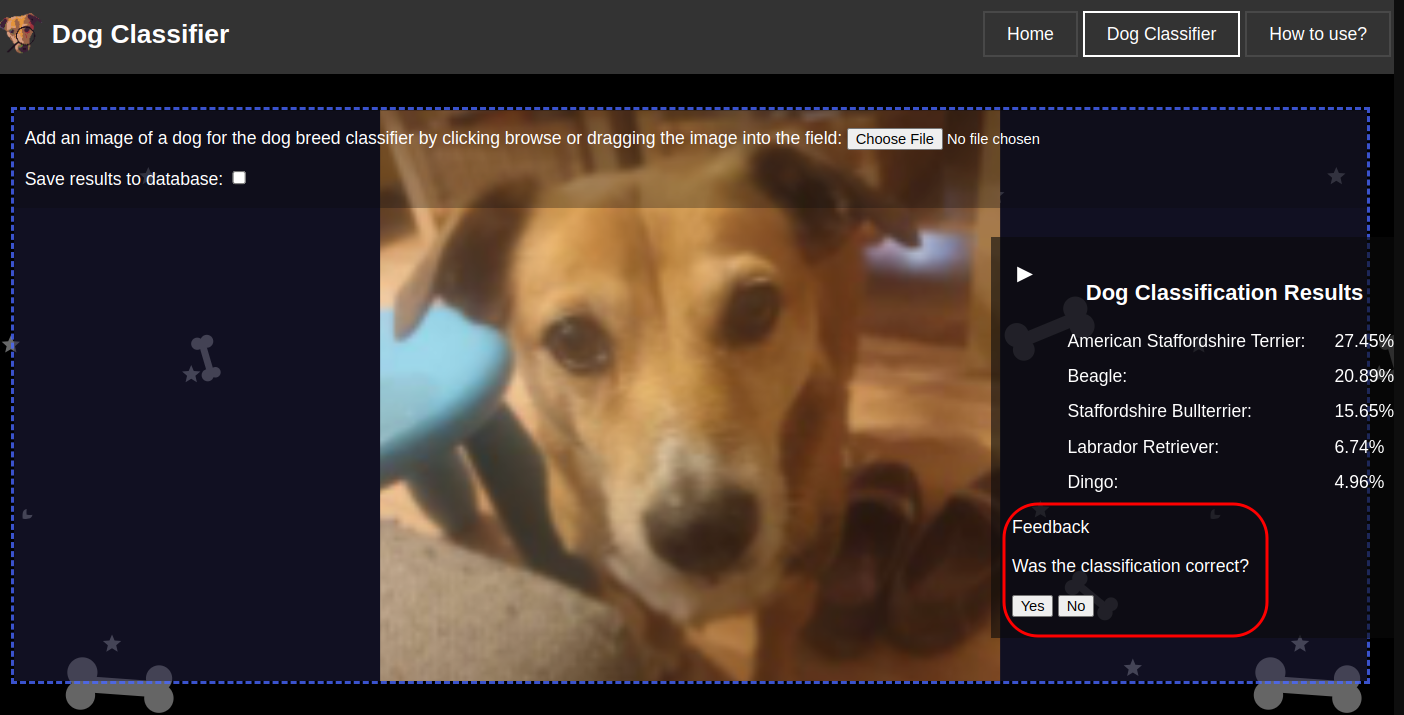 Dog Classifier
Home
Dog Classifier
How to use?
Add an image of a dog for the dog breed classifier by clicking browse or dragging the image into the field: Choose File No file chosen
Save results to database:
Dog Classification Results
American Staffordshire Terrier: 27.45%
Beagle: 20.89%
Staffordshire Bullterrier: 15.65%
Labrador Retriever: 6.74%
Dingo: 4.96%
Feedback
Was the classification correct?
Yes No